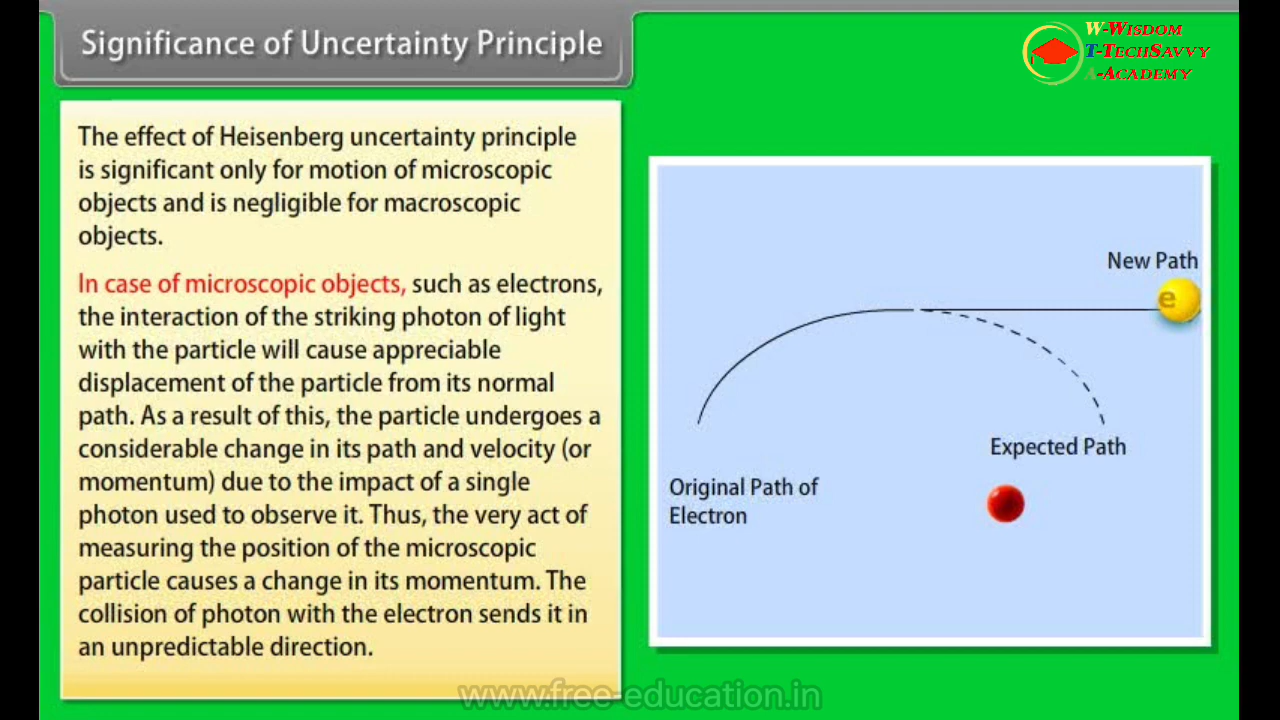 Significance of Uncertainty Principle
W-Wisdom
T-TechSavvy
A-Academy
The effect of Heisenberg uncertainty principle
is significant only for motion of microscopic
objects and is negligible for macroscopic
objects.
In case of microscopic objects, such as electrons,
the interaction of the striking photon of light
with the particle will cause appreciable
displacement of the particle from its normal
path. As a result of this, the particle undergoes a
considerable change in its path and velocity (or
momentum) due to the impact of a single
photon used to observe it. Thus, the very act of
measuring the position of the microscopic
particle causes a change in its momentum. The
collision of photon with the electron sends it in
an unpredictable direction.
New Path
e
Expected Path
Original Path of
Electron
www.free-education.in